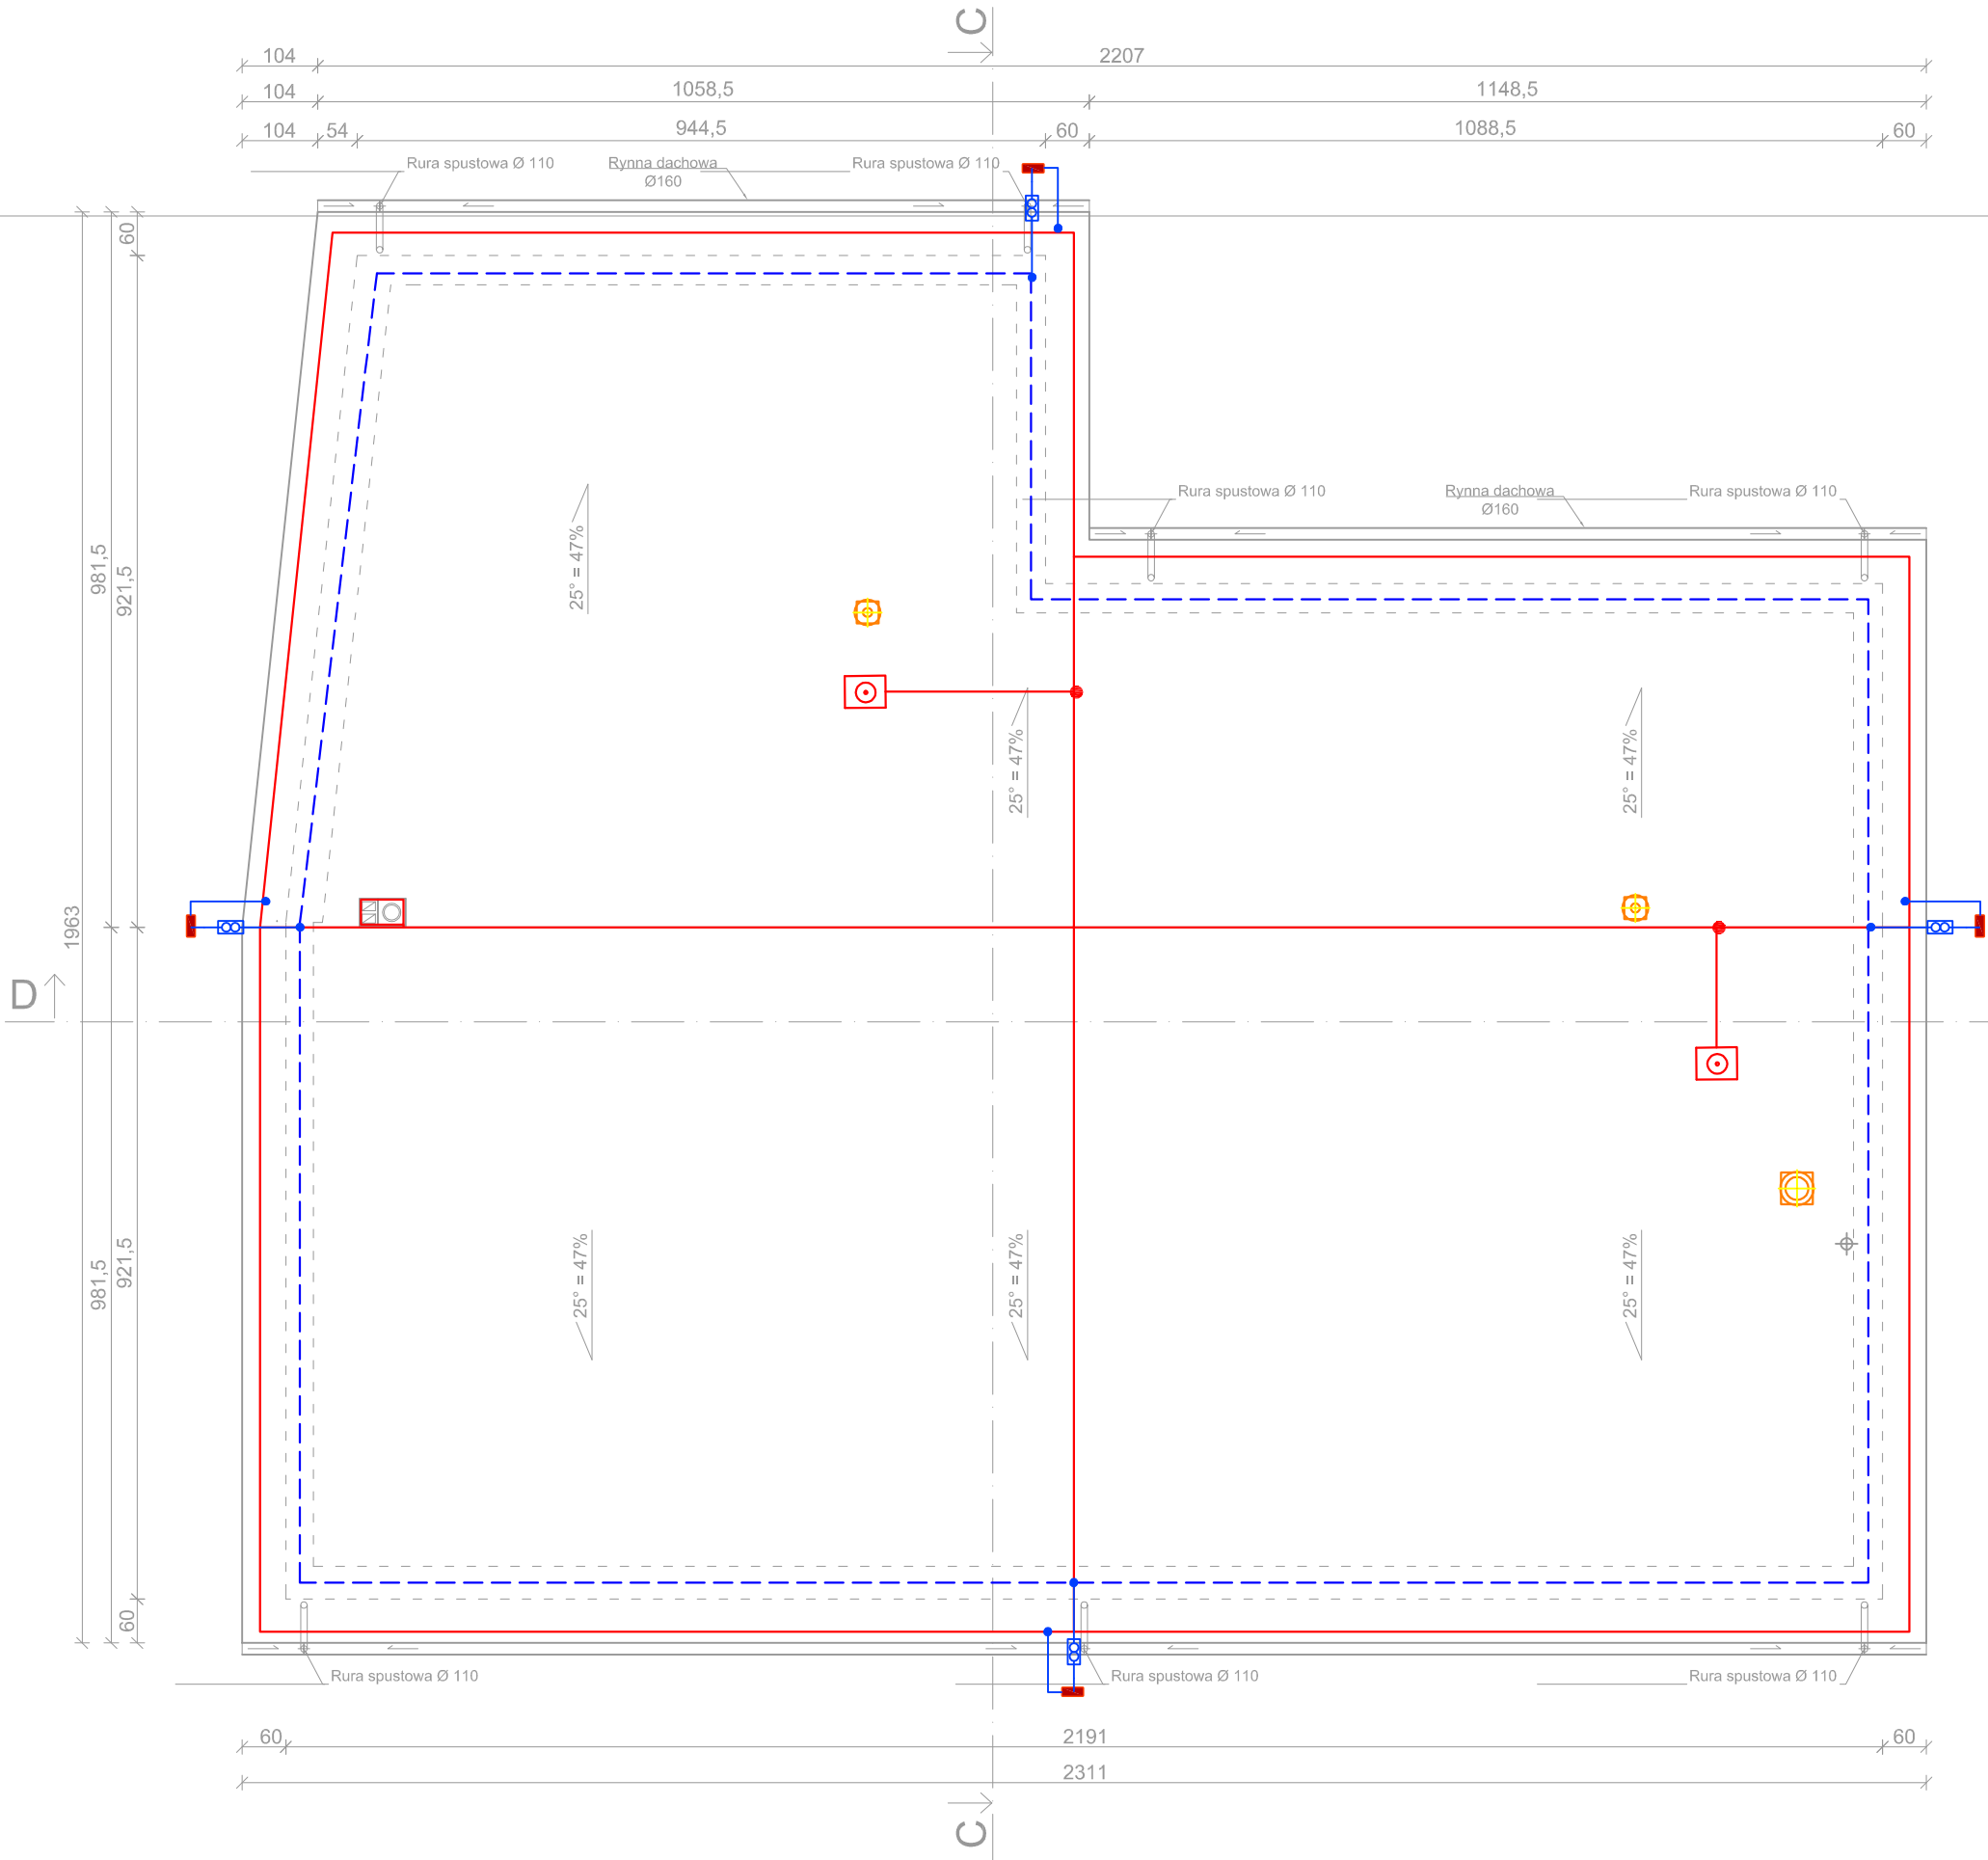 C
104
2207
104
1058,5
1148,5
104
54
944,5
60
1088,5
60
Rura spustowa Ø 110
Rynna dachowa
Ø160
Rura spustowa Ø 110
60
Rura spustowa Ø 110
Rynna dachowa
Ø160
Rura spustowa Ø 110
981,5
921,5
25° = 47%
25° = 47%
25° = 47%
1963
D
981,5
921,5
25° = 47%
25° = 47%
25° = 47%
60
Rura spustowa Ø 110
Rura spustowa Ø 110
Rura spustowa Ø 110
60
2191
60
2311
C